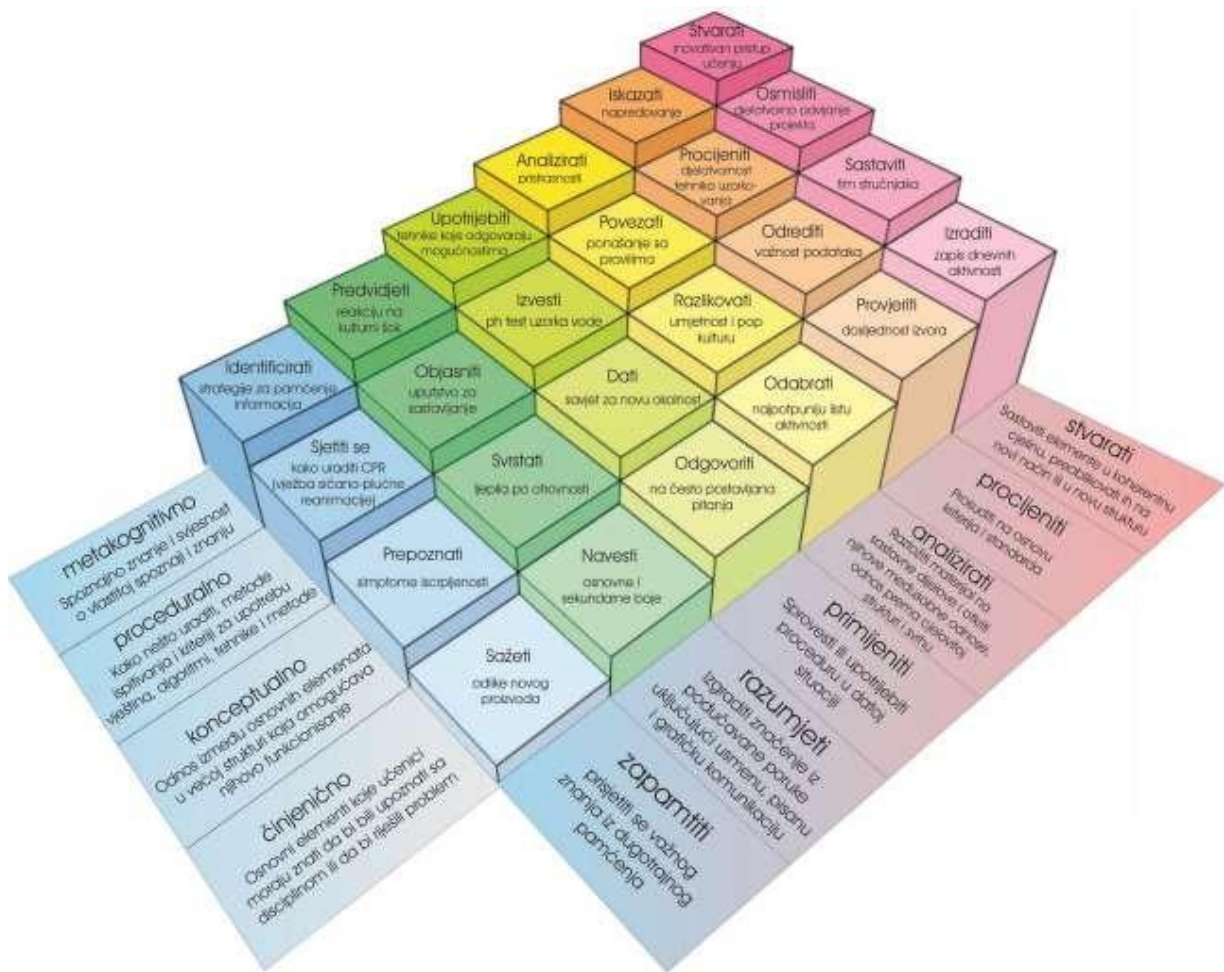 Stvarati
inovativan pristup
učenju
Iskazati
napredovanje
Osmisliti
djelotvorno odvijanje
projekta
Analizirati
pristrasnosti
Procijeniti
djelotvornost
tehnika uzorko-
vanja
Sastaviti
tim stručnjaka
Upotrijebiti
tehnike koje odgovaraju
mogućnostima
Povezati
ponašanje sa
pravilima
Odrediti
važnost podataka
Izraditi
zapis dnevnih
aktivnosti
Predvidjeti
reakciju na
kulturni šok
Izvesti
ph test uzorka vode
Razlikovati
umjetnost i pop
kulturu
Provjeriti
dosljednost izvora
Identificirati
strategije za pamćenje
informacija
Objasniti
uputstvo za
sastavljanje
Dati
savjet za novu okolnost
Odabrati
najpotpuniju listu
aktivnosti
Sjetiti se
kako uraditi CPR
Svrstati
ljepila po otrovnosti
Odgovoriti
na često postavljana
pitanja
Prepoznati
simptome iscrpljenosti
Navesti
osnovne i
sekundarne boje
Sažeti
odlike novog
proizvoda
metakognitivno
Spoznajno znanje i svjesnost
o vlastitoj spoznaji i znanju
proceduralno
Kako nešto uraditi, metode
ispitivanja i kriteriji za upotrebu
vještina, algoritmi, tehnike i metode
konceptualno
Odnos između osnovnih elemenata
u većoj strukturi koja omogućava
njihovo funkcionisanje
činjenično
Osnovni elementi koje učenici
moraju znati da bi bili upoznati sa
disciplinom ili da bi riješili problem
stvarati
Sastaviti elemente u koherentnu
cjelinu, preoblikovati ih na
novi način ili u novu strukturu
procijeniti
Prosuditi na osnovu
kriterija i standarda
analizirati
Razložiti materijal na
sastavne dijelove i otkriti
njihove međusobne odnose,
odnos prema cjelovitoj
strukturi i svrhu
primijeniti
Sprovesti ili upotrijebiti
proceduru u datoj
situaciji
razumjeti
Izgraditi značenje iz
podučavane poruke
uključujući usmenu, pisanu
i grafičku komunikaciju
zapamtiti
prisjetiti se važnog
znanja iz dugotrajnog
pamćenja